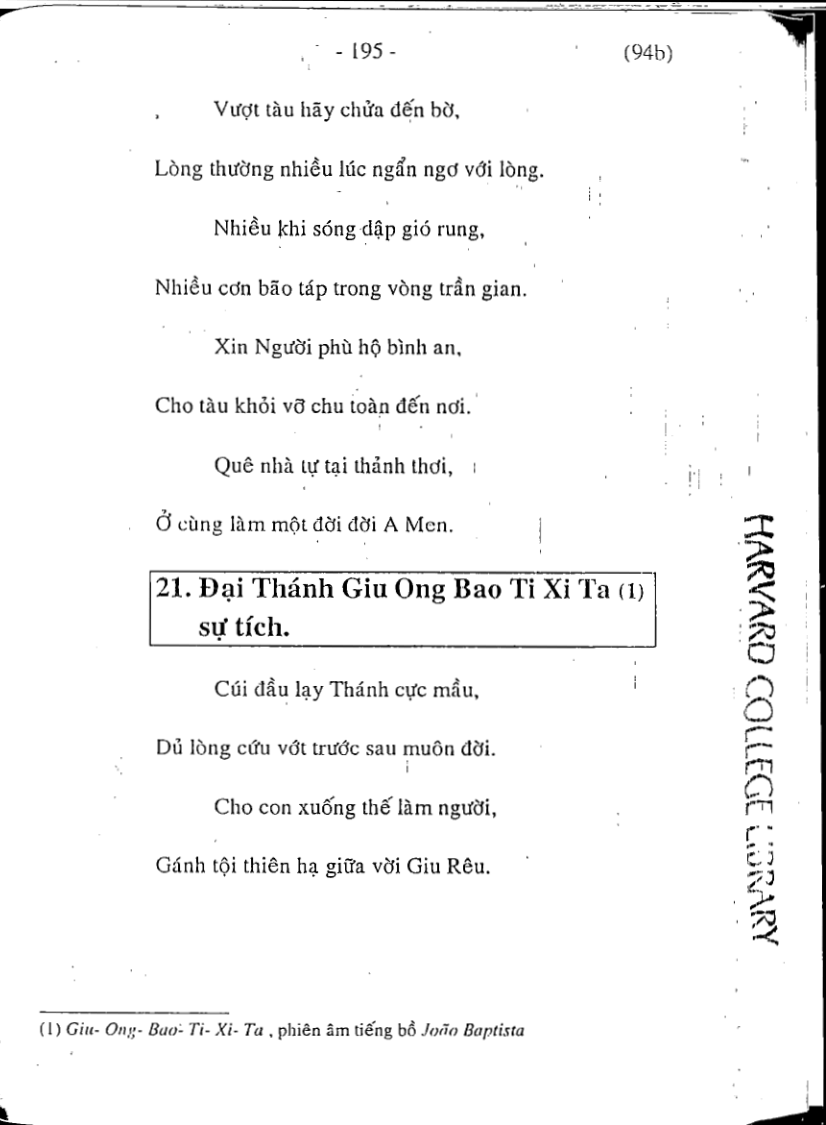 - 195 -
(94b)
Vượt tàu hãy chửa đến bờ,
Lòng thường nhiều lúc ngẩn ngơ với lòng.
Nhiều khi sóng dập gió rung,
Nhiều cơn bão táp trong vòng trần gian.
Xin Người phù hộ bình an,
Cho tàu khỏi vỡ chu toàn đến nơi.
Quê nhà tự tại thảnh thơi,
Ở cùng làm một đời đời A Men.
21. Đại Thánh Giu Ong Bao Ti Xi Ta (1)
sự tích.
Cúi đầu lạy Thánh cực mầu,
Dủ lòng cứu vớt trước sau muôn đời.
Cho con xuống thế làm người,
Gánh tội thiên hạ giữa vời Giu Rêu.
(1) Giu- Ong- Bao- Ti- Xi- Ta , phiên âm tiếng bồ João Baptista
HARVARD COLLEGE LIBRARY